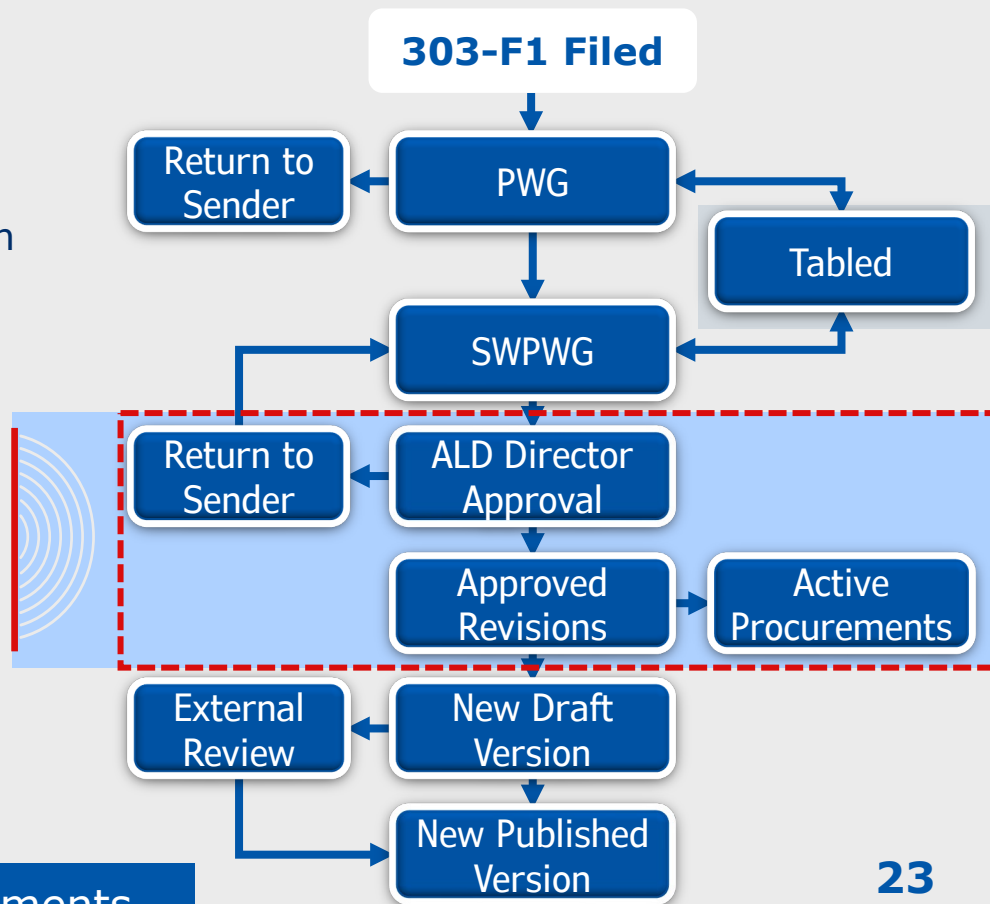 303-F1 Filed
Return to
Sender
PWG
Tabled
SWPWG
Return to
Sender
ALD Director
Approval
Approved
Revisions
Active
Procurements
External
Review
New Draft
Version
New Published
Version
23